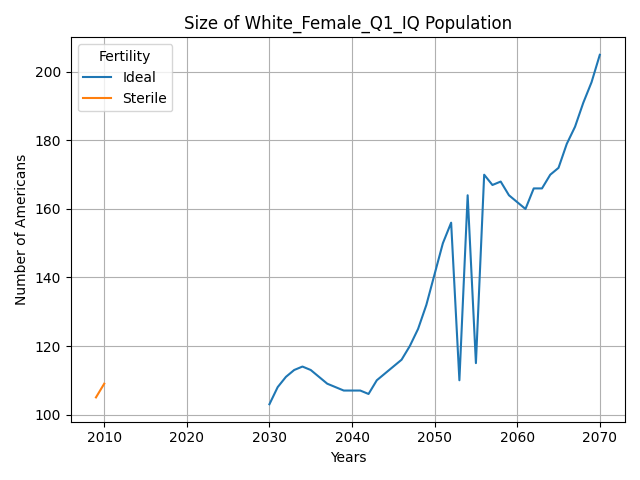 Size of White_Female_Q1_IQ Population
Fertility
Ideal
Sterile
Number of Americans
200
180
160
140
120
100
2010 2020 2030 2040 2050 2060 2070
Years